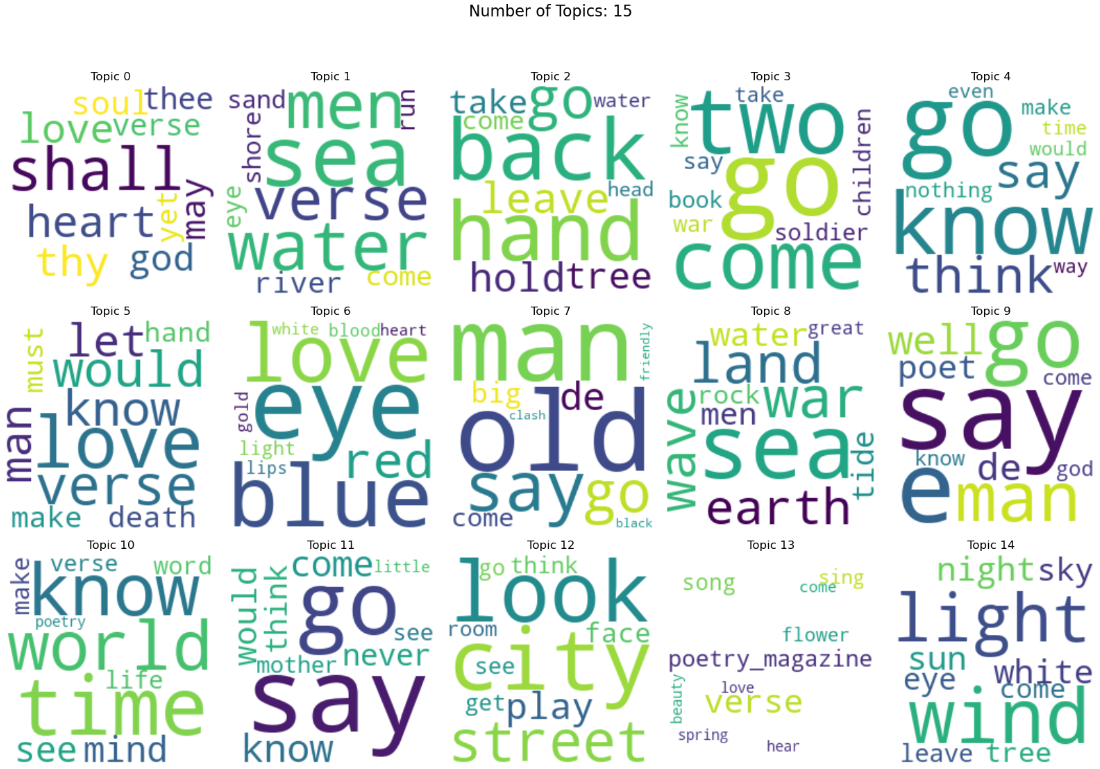 Number of Topics: 15
Topic 0
soul thee
love verse
shall
heart yet may
thy god
Topic 1
sand men run
shore sea
eye verse
water
river come
Topic 2
take go water
come
back
leave head
hand
hold tree
Topic 3
take
know two children
say go
book
war soldier
come
Topic 4
even
go make
time
would
say
nothing
know
think way
Topic 5
must let hand
would
man know
love
verse
make death
Topic 6
white blood heart
love
gold eye
light red
lips
blue
Topic 7
man friendly
big de
clash
old
say go
come black
Topic 8
water great
land
wave rock war
men
sea tide
earth
Topic 9
well go
poet come
say
know de god
e man
Topic 10
make verse word
know
poetry
world
life
time
see mind
Topic 11
would think come little
go
see
mother never
say
know
Topic 12
go think
look
room face
city
see
get play
street
Topic 13
song sing
come
flower
poetry_magazine
beauty love
verse
spring hear
Topic 14
night sky
light
sun white
eye come
wind
leave tree